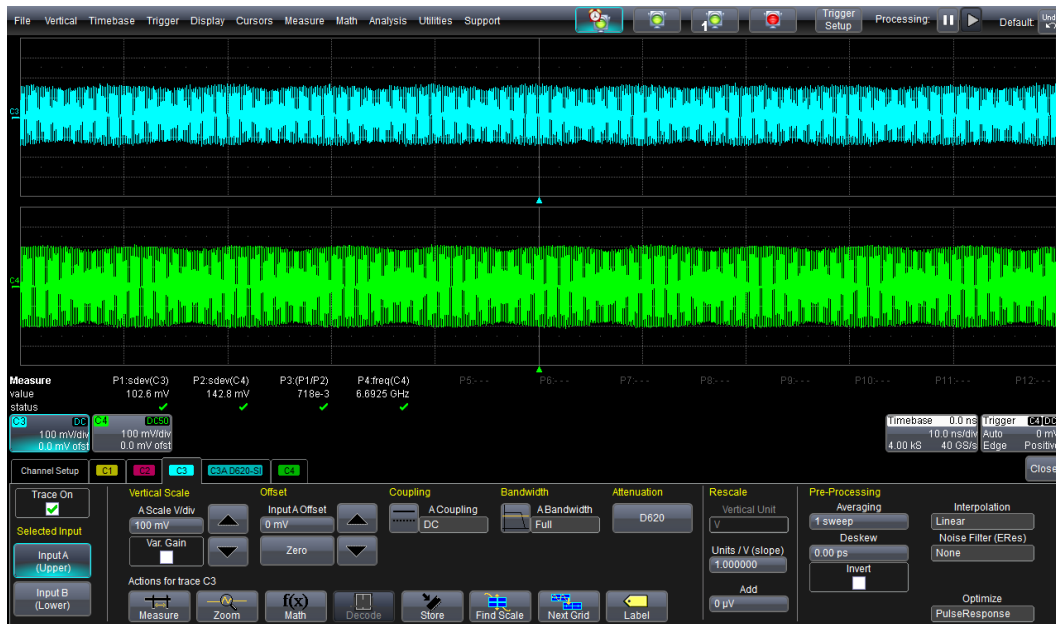 File Vertical Timebase Trigger Display Cursors Measure Math Analysis Utilities Support 1 Trigger Setup Processing: Default: Und
C3
C4
Measure P1:sdev(C3) P2:sdev(C4) P3:(P1/P2) P4:freq(C4) P5:- - - P6:- - - P7:- - - P8:- - - P9:- - - P10:- - - P11:- - - P12:- - -
value 102.6 mV 142.8 mV 718e-3 6.6925 GHz
status
C3 DC C4 DC50 Timebase 0.0 ns Trigger C4 DC
100 mV/div 100 mV/div 10.0 ns/div Auto 0 mV
0.0 mV ofst 0.0 mV ofst 4.00 kS 40 GS/s Edge Positive
Channel Setup C1 C2 C3 C3A D620-SI C4 Close
Trace On Vertical Scale Offset Coupling Bandwidth Attenuation Rescale Pre-Processing
A Scale V/div Input A Offset A Coupling A Bandwidth D620 Vertical Unit Averaging Interpolation
100 mV 0 mV DC Full V 1 sweep Linear
Selected Input Var. Gain Zero Units / V (slope) Deskew Noise Filter (ERes)
Input A (Upper) 1.000000 0.00 ps None
Invert
Actions for trace C3 Add
Input B (Lower) Measure Zoom f(x) Math Decode Store Find Scale Next Grid Label 0 µV Optimize
PulseResponse